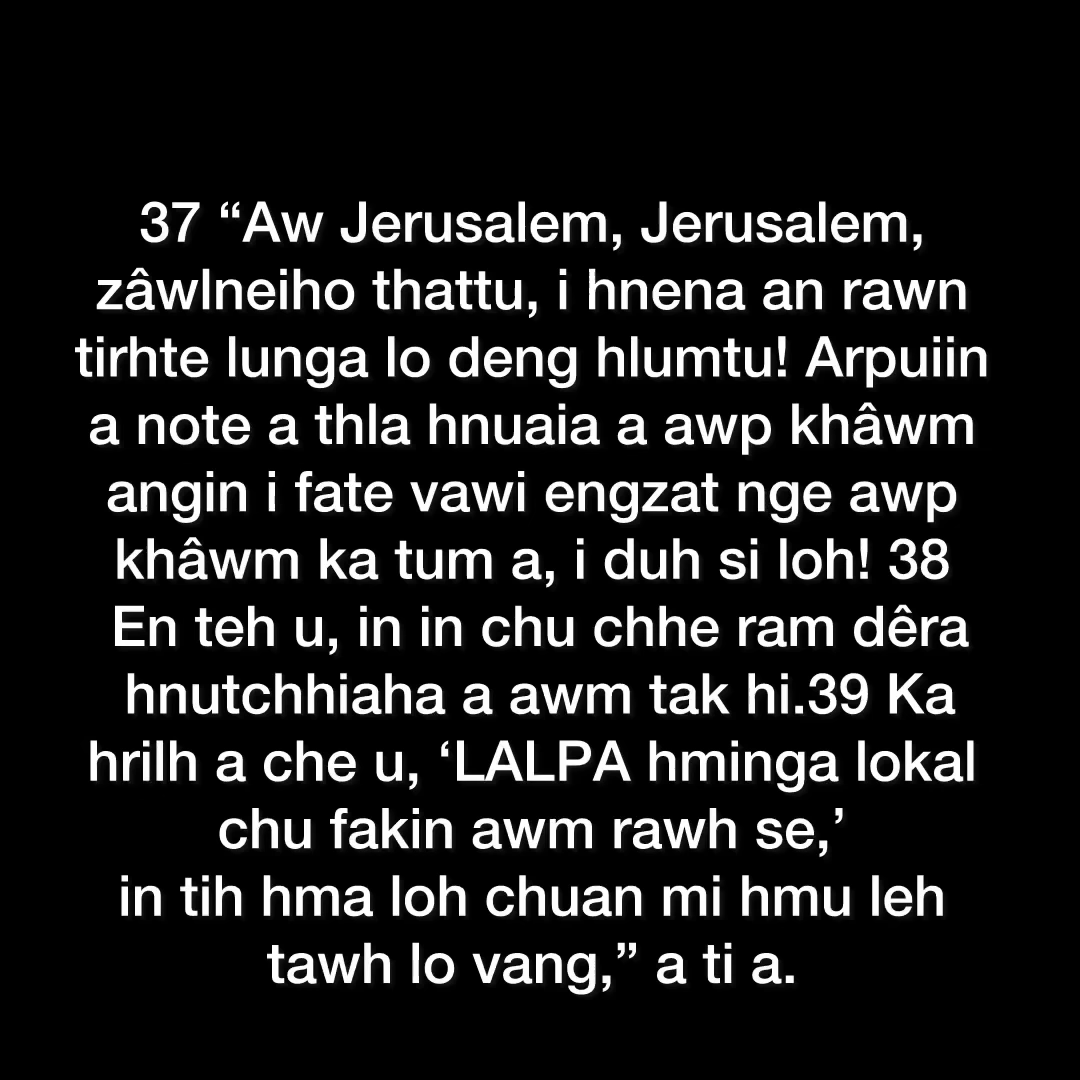 37 “Aw Jerusalem, Jerusalem,
zâwlneiho thattu, i hnena an rawn
tirhte lunga lo deng hlumtu! Arpuiin
a note a thla hnuaia a awp khâwm
angin i fate vawi engzat nge awp
khâwm ka tum a, i duh si loh! 38
En teh u, in in chu chhe ram dêra
hnutchhiaha a awm tak hi.39 Ka
hrilh a che u, ‘LALPA hminga lokal
chu fakin awm rawh se,’
in tih hma loh chuan mi hmu leh
tawh lo vang,” a ti a.